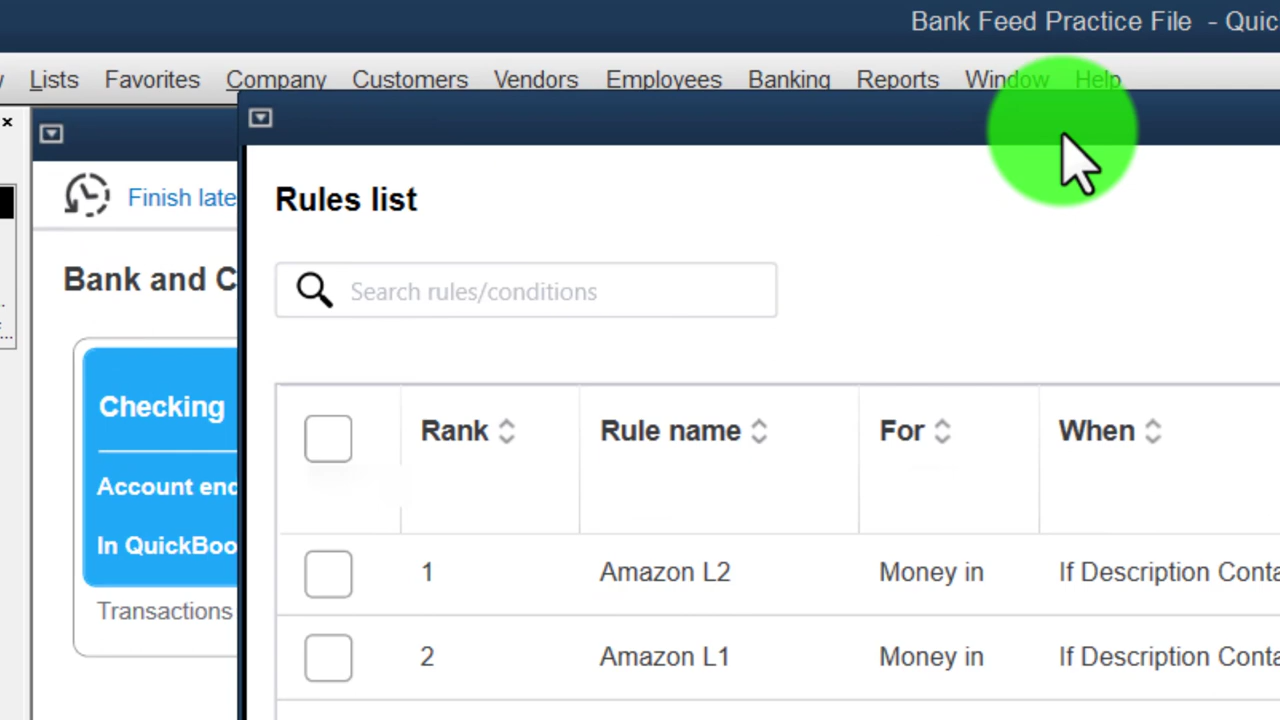 Bank Feed Practice File - Quic
Lists Favorites Company Customers Vendors Employees Memorized Banking Reports Window Help
Finish late
Rules list
Bank and C
Search rules/conditions
Checking
Rank Rule name For When
Account end
In QuickBoo
1 Amazon L2 Money in If Description Conta
Transactions
2 Amazon L1 Money in If Description Conta